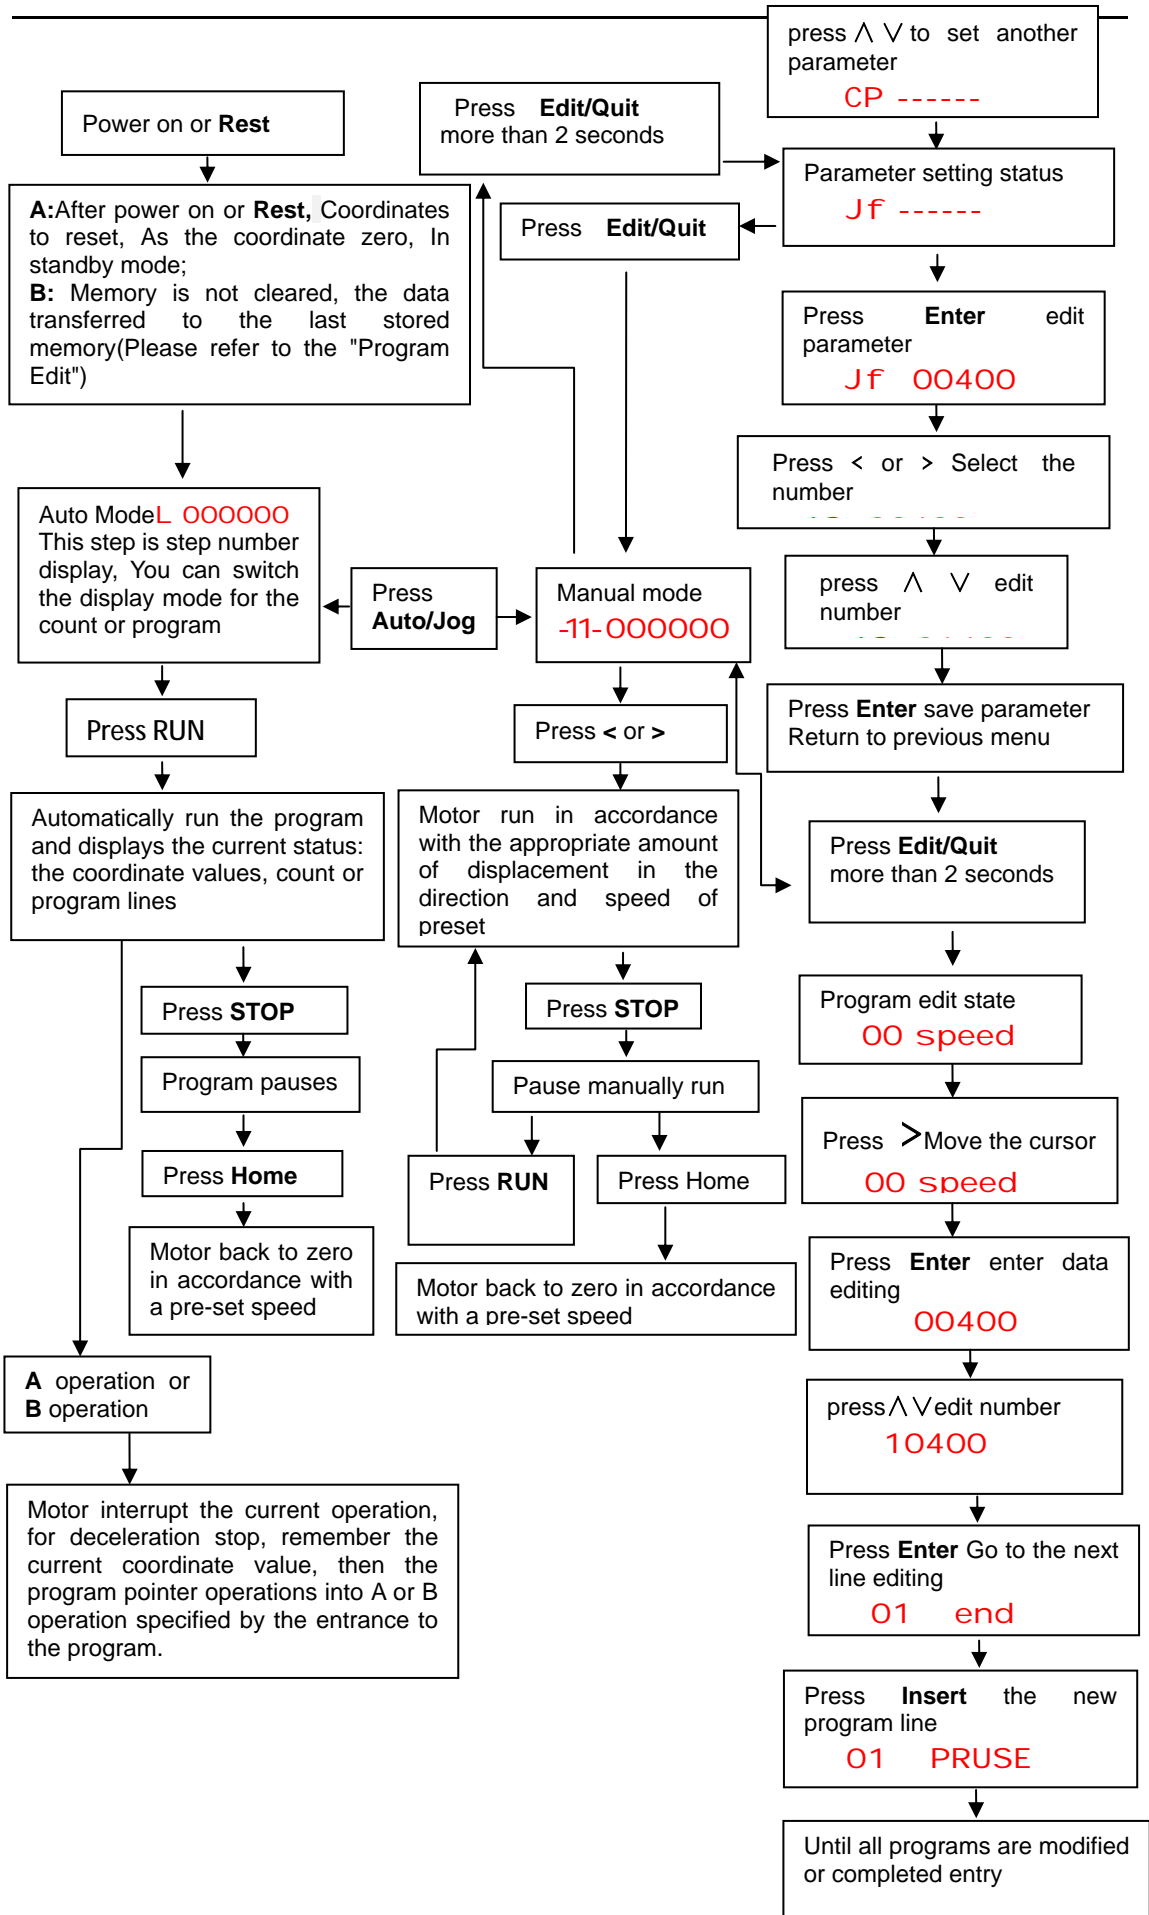 press ∧ ∨ to set another
parameter
CP ------
Press Edit/Quit
more than 2 seconds
Power on or Rest
Parameter setting status
Jf ------
A:After power on or Rest, Coordinates
to reset, As the coordinate zero, In
standby mode;
B: Memory is not cleared, the data
transferred to the last stored
memory(Please refer to the "Program
Edit")
Press Edit/Quit
Press Enter edit
parameter
Jf 00400
Press < or > Select the
number
Auto ModeL 000000
This step is step number
display, You can switch
the display mode for the
count or program
Press
Auto/Jog
Manual mode
-11-000000
press ∧ ∨ edit
number
Press RUN
Press < or >
Press Enter save parameter
Return to previous menu
Automatically run the program
and displays the current status:
the coordinate values, count or
program lines
Motor run in accordance
with the appropriate amount
of displacement in the
direction and speed of
preset
Press Edit/Quit
more than 2 seconds
Press STOP
Press STOP
Program edit state
00 speed
Program pauses
Pause manually run
Press >Move the cursor
00 speed
Press Home
Press RUN
Press Home
Motor back to zero
in accordance with
a pre-set speed
Motor back to zero in accordance
with a pre-set speed
Press Enter enter data
editing
00400
A operation or
B operation
press∧∨edit number
10400
Motor interrupt the current operation,
for deceleration stop, remember the
current coordinate value, then the
program pointer operations into A or B
operation specified by the entrance to
the program.
Press Enter Go to the next
line editing
01 end
Press Insert the new
program line
01 PRUSE
Until all programs are modified
or completed entry